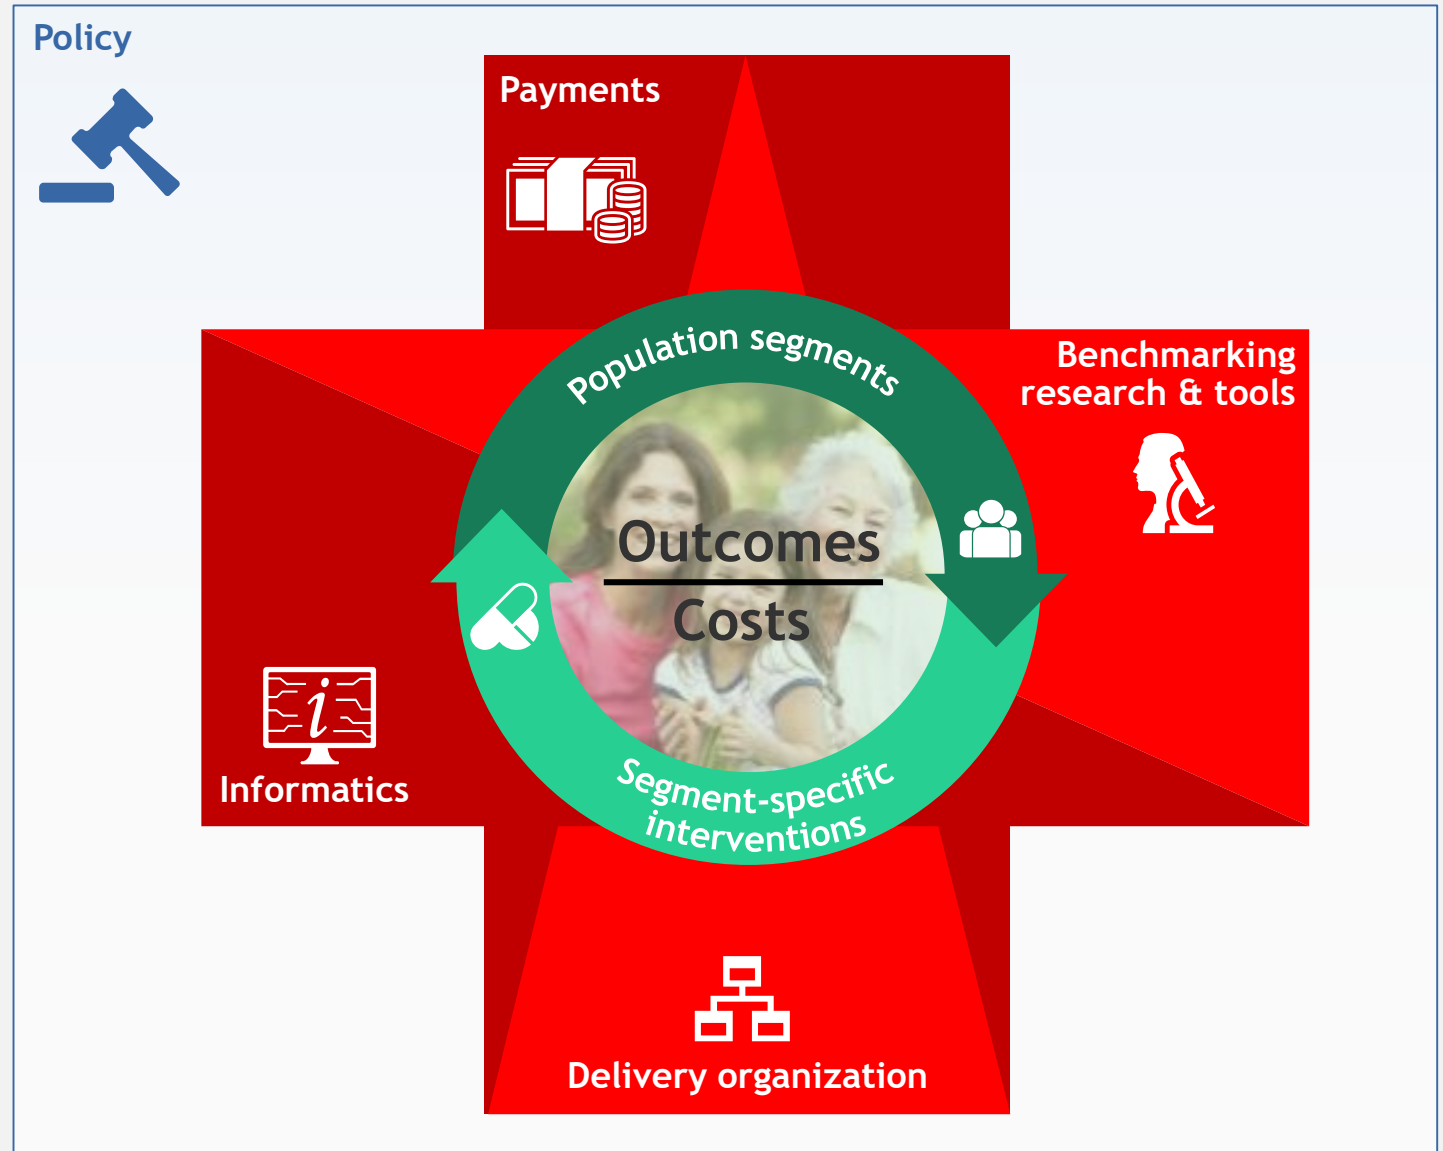 Policy
Payments
Benchmarking
research & tools
Population segments
Outcomes
Costs
Informatics
Segment-specific
interventions
Delivery organization